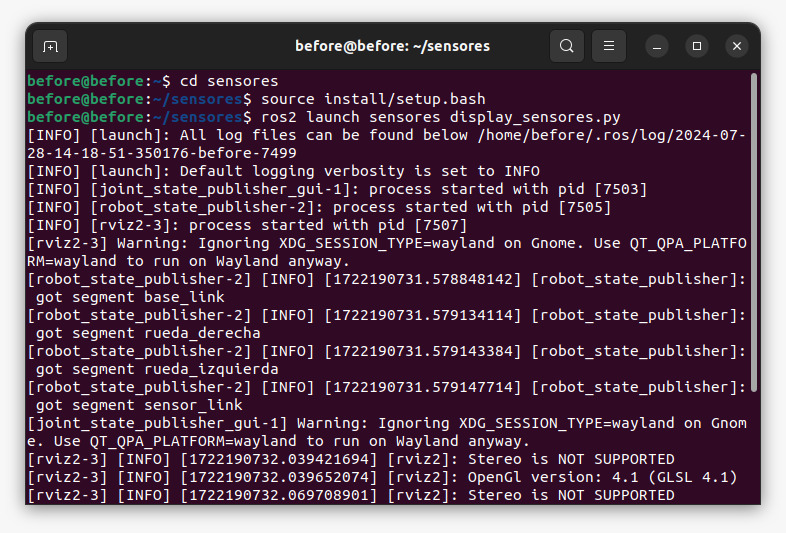 before@before: ~/sensores
before@before:~$ cd sensores
before@before:~/sensores$ source install/setup.bash
before@before:~/sensores$ ros2 launch sensores display_sensores.py
[INFO] [launch]: All log files can be found below /home/before/.ros/log/2024-07-
28-14-18-51-350176-before-7499
[INFO] [launch]: Default logging verbosity is set to INFO
[INFO] [joint_state_publisher_gui-1]: process started with pid [7503]
[INFO] [robot_state_publisher-2]: process started with pid [7505]
[INFO] [rviz2-3]: process started with pid [7507]
[rviz2-3] Warning: Ignoring XDG_SESSION_TYPE=wayland on Gnome. Use QT_QPA_PLATFO
RM=wayland to run on Wayland anyway.
[robot_state_publisher-2] [INFO] [1722190731.578848142] [robot_state_publisher]:
 got segment base_link
[robot_state_publisher-2] [INFO] [1722190731.579134114] [robot_state_publisher]:
 got segment rueda_derecha
[robot_state_publisher-2] [INFO] [1722190731.579143384] [robot_state_publisher]:
 got segment rueda_izquierda
[robot_state_publisher-2] [INFO] [1722190731.579147714] [robot_state_publisher]:
 got segment sensor_link
[joint_state_publisher_gui-1] Warning: Ignoring XDG_SESSION_TYPE=wayland on Gnom
e. Use QT_QPA_PLATFORM=wayland to run on Wayland anyway.
[rviz2-3] [INFO] [1722190732.039421694] [rviz2]: Stereo is NOT SUPPORTED
[rviz2-3] [INFO] [1722190732.039652074] [rviz2]: OpenGl version: 4.1 (GLSL 4.1)
[rviz2-3] [INFO] [1722190732.069708901] [rviz2]: Stereo is NOT SUPPORTED